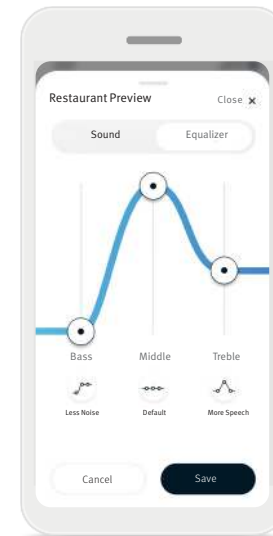 Restaurant Preview Close ×
Sound Equalizer
Bass Middle Treble
Less Noise Default More Speech
Cancel Save